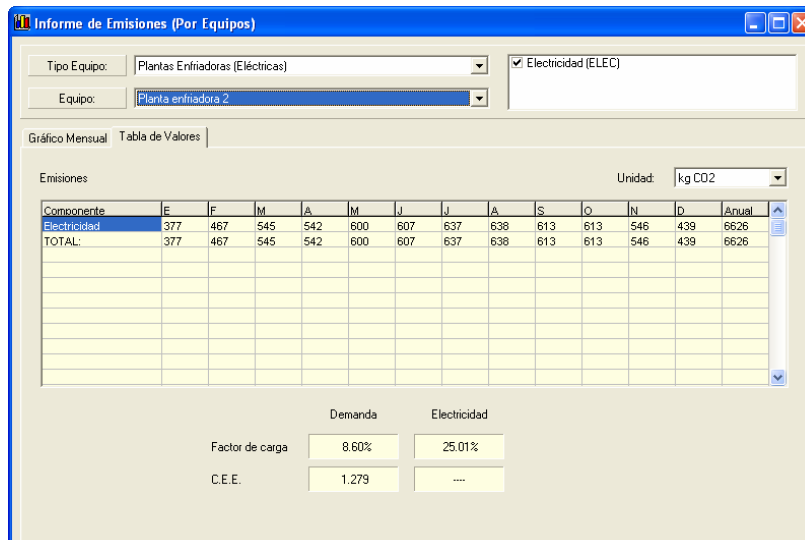 Informe de Emisiones (Por Equipos)
Tipo Equipo: Plantas Enfriadoras (Eléctricas) Electricidad (ELEC)
Equipo: Planta enfriadora 2
Gráfico Mensual Tabla de Valores
Emisiones Unidad: kg CO2
Componente E F M A M J J A S O N D Anual
Electricidad 377 467 545 542 600 607 637 638 613 613 546 439 6626
TOTAL: 377 467 545 542 600 607 637 638 613 613 546 439 6626
Demanda Electricidad
Factor de carga 8.60% 25.01%
C.E.E. 1.279 ----